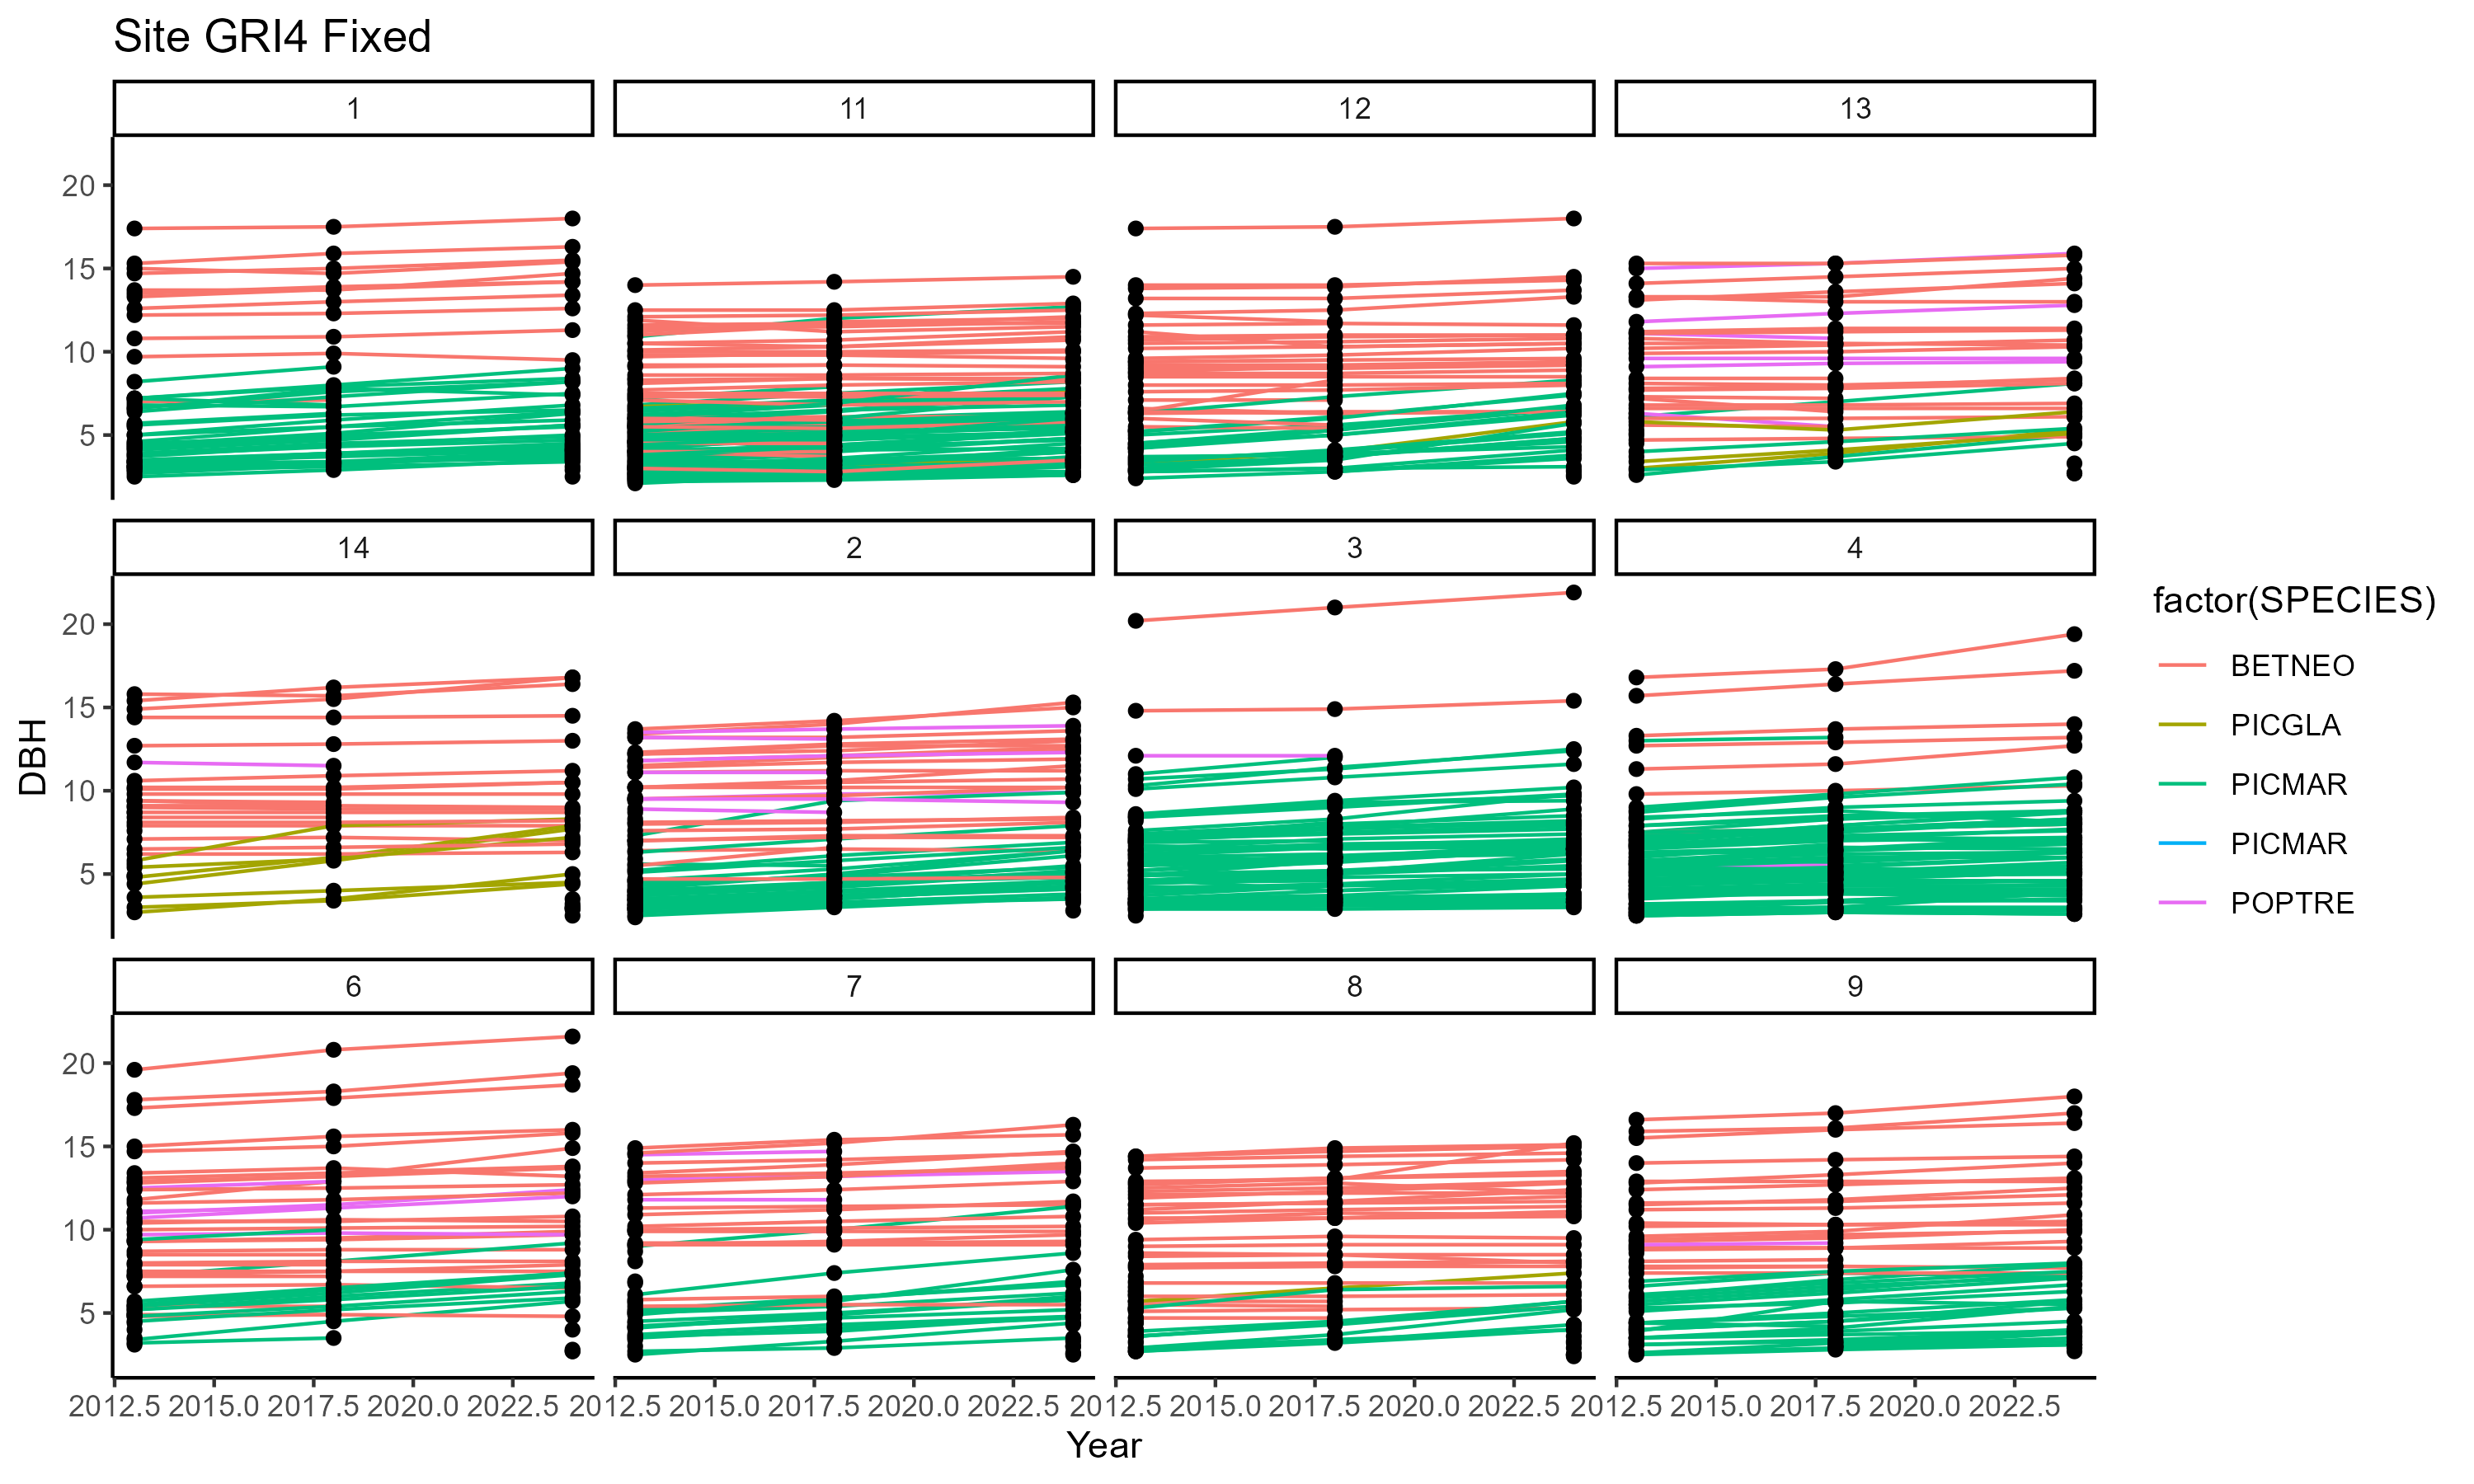 Site GRI4 Fixed
1 11 12 13
20
15
10
5
14 2 3 4
20
15
10
5
DBH
factor(SPECIES)
BETNEO
PICGLA
PICMAR
PICMAR
POPTRE
6 7 8 9
20
15
10
5
2012.5 2015.0 2017.5 2020.0 2022.5 2012.5 2015.0 2017.5 2020.0 2022.5 2012.5 2015.0 2017.5 2020.0 2022.5 2012.5 2015.0 2017.5 2020.0 2022.5
Year